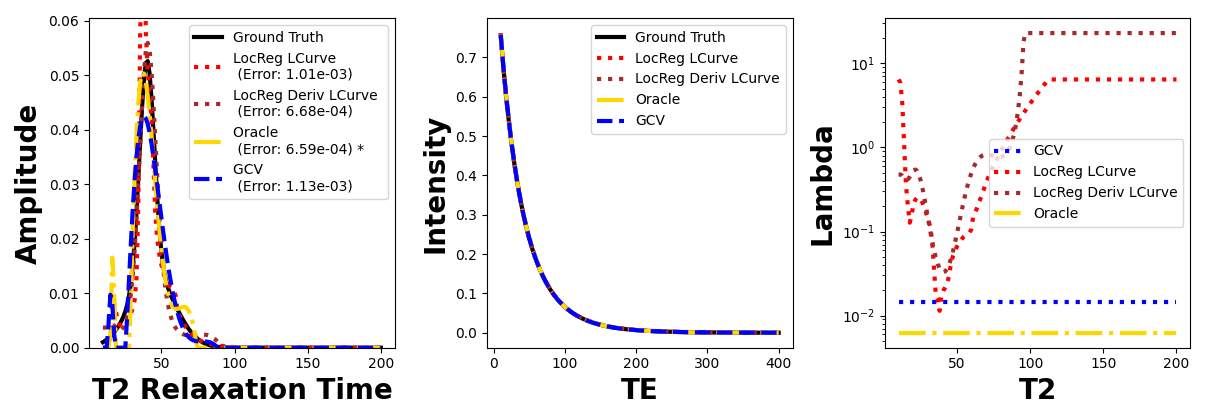 Amplitude
0.06
0.05
0.04
0.03
0.02
0.01
0.00
50
100
150
200
T2 Relaxation Time
Ground Truth
LocReg LCurve
(Error: 1.01e-03)
LocReg Deriv LCurve
(Error: 6.68e-04)
Oracle
(Error: 6.59e-04) *
GCV
(Error: 1.13e-03)
Intensity
0.7
0.6
0.5
0.4
0.3
0.2
0.1
0.0
0
100
200
300
400
TE
Ground Truth
LocReg LCurve
LocReg Deriv LCurve
Oracle
GCV
Lambda
10¹
10⁰
10⁻¹
10⁻²
50
100
150
200
T2
GCV
LocReg LCurve
LocReg Deriv LCurve
Oracle